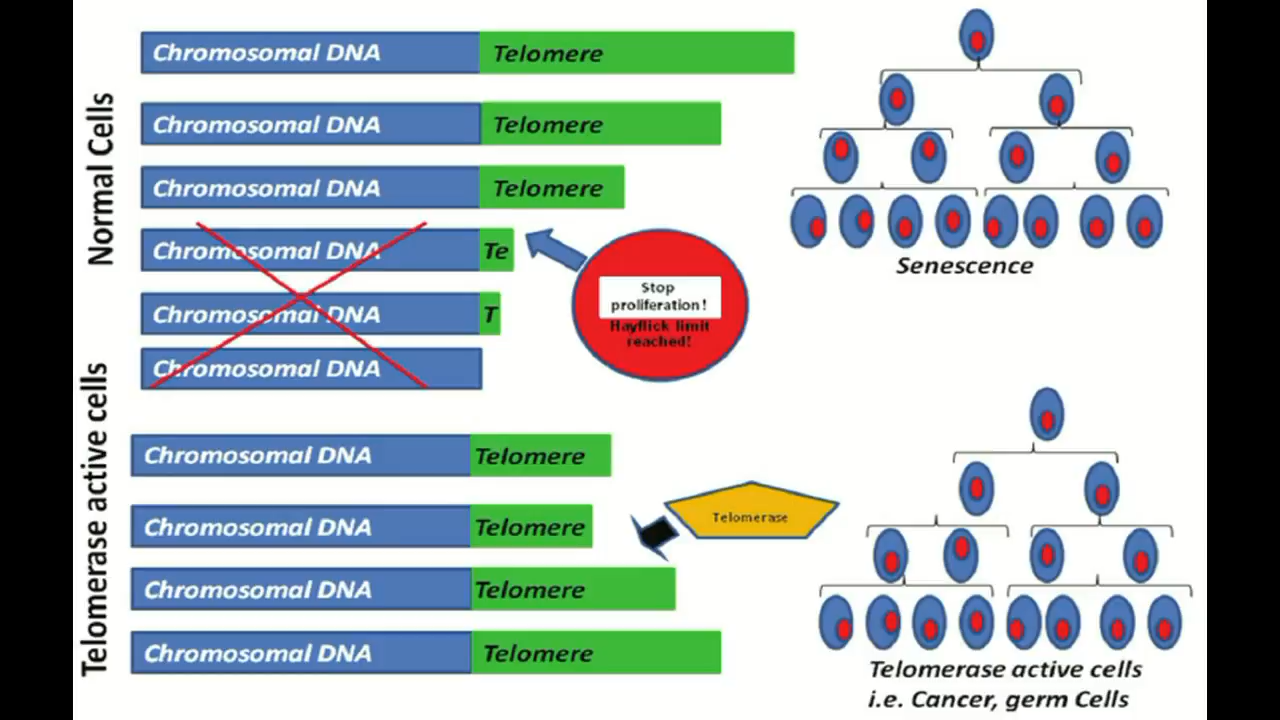 Normal Cells
Chromosomal DNA Telomere
Chromosomal DNA Telomere
Chromosomal DNA Telomere
Chromosomal DNA Te
Chromosomal DNA T
Chromosomal DNA
Stop
proliferation!
Hayflick limit
reached!
Senescence
Telomerase active cells
Chromosomal DNA Telomere
Chromosomal DNA Telomere
Chromosomal DNA Telomere
Chromosomal DNA Telomere
Telomerase
Telomerase active cells
i.e. Cancer, germ Cells